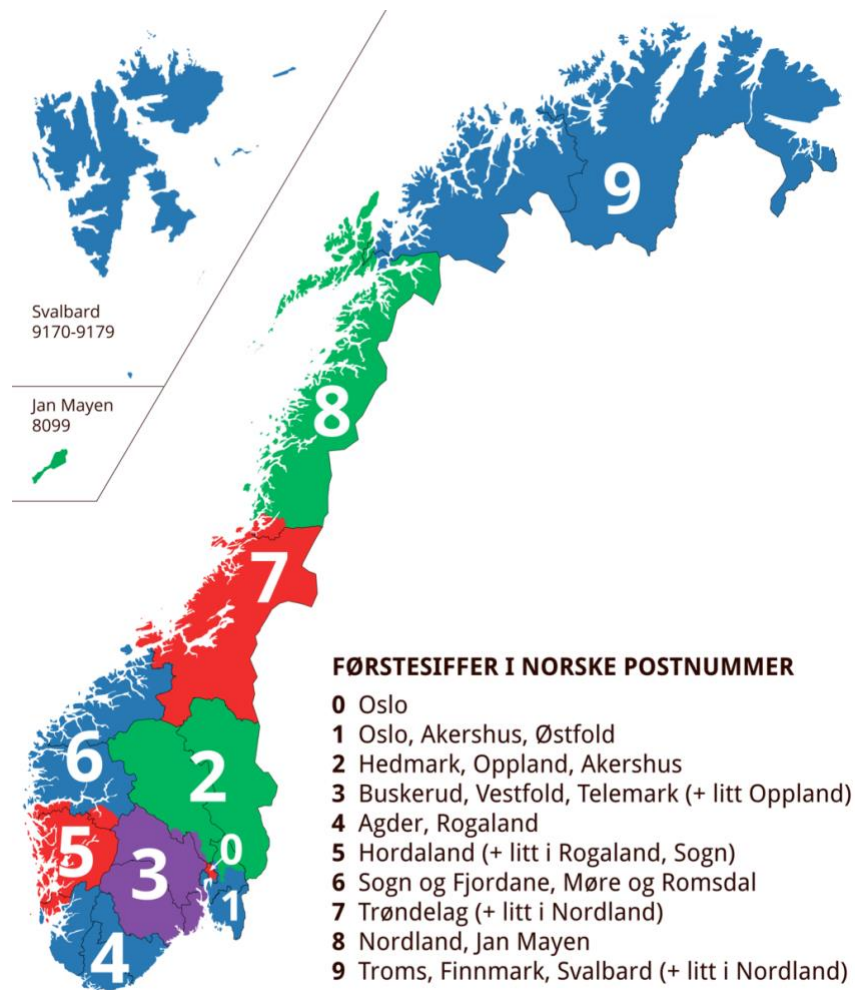 9
Svalbard
9170-9179
Jan Mayen
8099
8
7
6
2
5
3
0
1
4
FØRSTESIFFER I NORSKE POSTNUMMER
0 Oslo
1 Oslo, Akershus, Østfold
2 Hedmark, Oppland, Akershus
3 Buskerud, Vestfold, Telemark (+ litt Oppland)
4 Agder, Rogaland
5 Hordaland (+ litt i Rogaland, Sogn)
6 Sogn og Fjordane, Møre og Romsdal
7 Trøndelag (+ litt i Nordland)
8 Nordland, Jan Mayen
9 Troms, Finnmark, Svalbard (+ litt i Nordland)